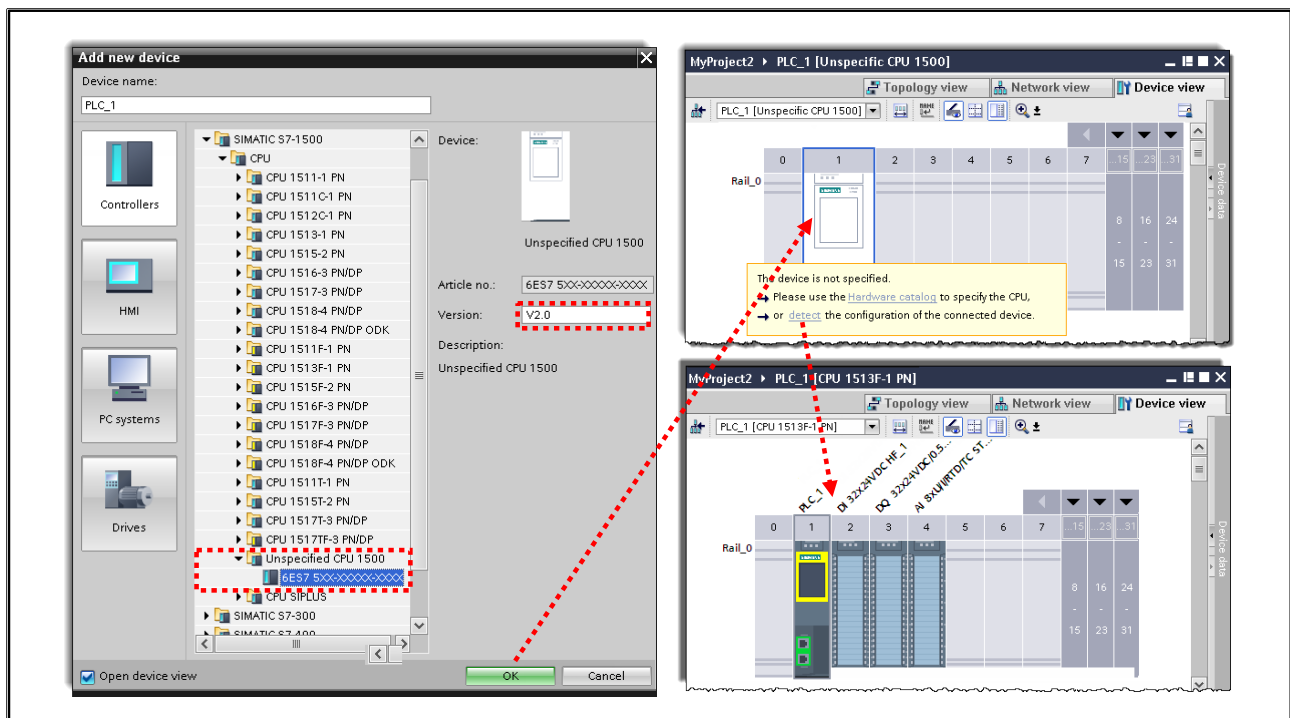 Add new device
Device name:
PLC_1
Controllers
HMI
PC systems
Drives
SIMATIC S7-1500
CPU
CPU 1511-1 PN
CPU 1511C-1 PN
CPU 1512C-1 PN
CPU 1513-1 PN
CPU 1515-2 PN
CPU 1516-3 PN/DP
CPU 1517-3 PN/DP
CPU 1518-4 PN/DP
CPU 1518-4 PN/DP ODK
CPU 1511F-1 PN
CPU 1513F-1 PN
CPU 1515F-2 PN
CPU 1516F-3 PN/DP
CPU 1517F-3 PN/DP
CPU 1518F-4 PN/DP
CPU 1518F-4 PN/DP ODK
CPU 1511T-1 PN
CPU 1515T-2 PN
CPU 1517T-3 PN/DP
CPU 1517TF-3 PN/DP
Unspecified CPU 1500
6ES7 5XX-XXXXX-XXXX
CPU SIPLUS
SIMATIC S7-300
SIMATIC S7-400
Device:
Unspecified CPU 1500
Article no.: 6ES7 5XX-XXXXX-XXXX
Version: V2.0
Description:
Unspecified CPU 1500
Open device view
OK Cancel
MyProject2 PLC_1 [Unspecific CPU 1500]
Topology view Network view Device view
PLC_1 [Unspecific CPU 1500]
0 1 2 3 4 5 6 7 ...15 ...23 ...31
Rail_0
8 16 24
- - -
15 23 31
Device data
The device is not specified.
Please use the Hardware catalog to specify the CPU,
or detect the configuration of the connected device.
MyProject2 PLC_1 [CPU 1513F-1 PN]
Topology view Network view Device view
PLC_1 [CPU 1513F-1 PN]
PLC_1
DI 32x24VDC HF_1
DQ 32x24VDC/0.5...
AI 8xU/I/RTD/TC ST...
0 1 2 3 4 5 6 7 ...15 ...23 ...31
Rail_0
8 16 24
- - -
15 23 31
Device data